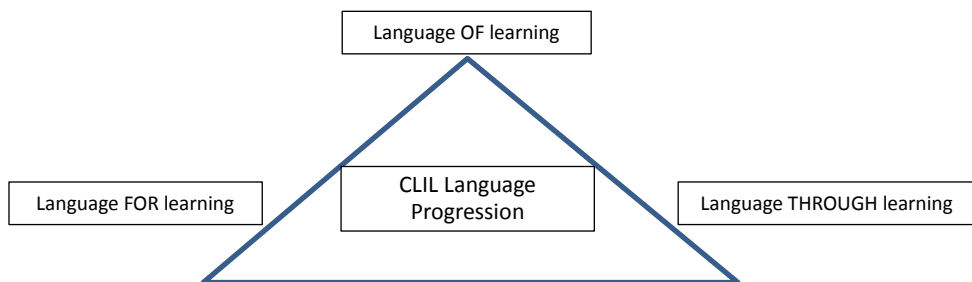 Language OF learning
Language FOR learning
CLIL Language
Progression
Language THROUGH learning